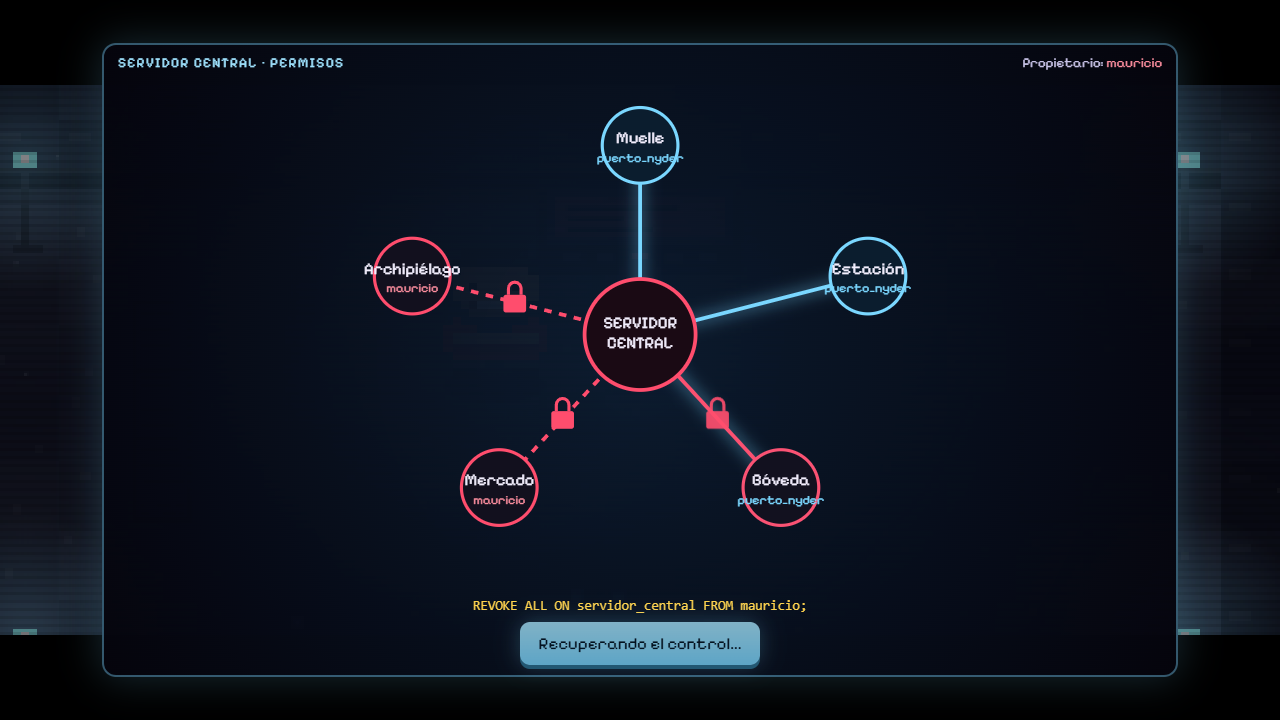 SERVIDOR CENTRAL · PERMISOS
Propietario: mauricio
Muelle
puerto_nyder
Archipiélago
mauricio
Estación
puerto_nyder
SERVIDOR
CENTRAL
Mercado
mauricio
Bóveda
puerto_nyder
REVOKE ALL ON servidor_central FROM mauricio;
Recuperando el control...